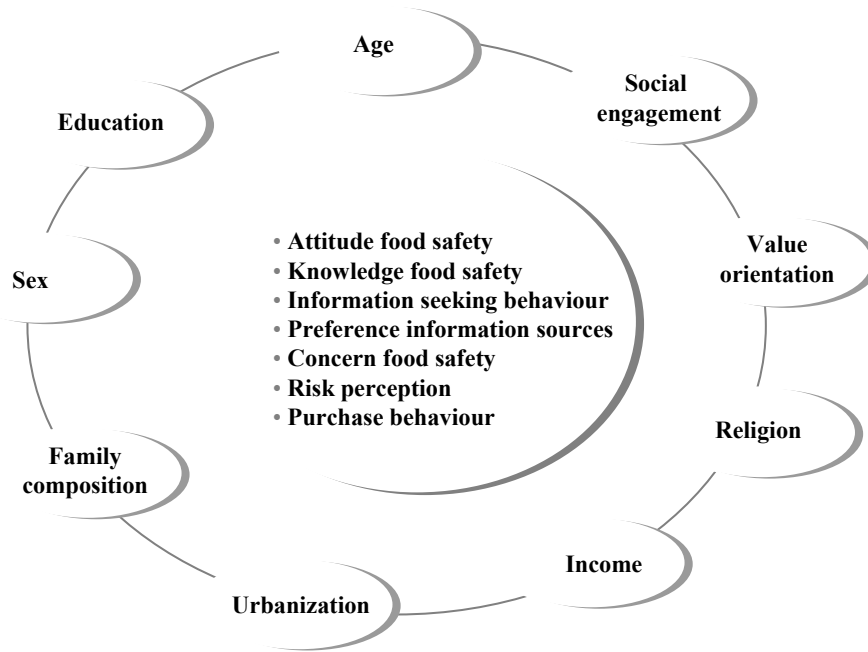 Age
Social
engagement
Education
Value
orientation
Sex
• Attitude food safety
• Knowledge food safety
• Information seeking behaviour
• Preference information sources
• Concern food safety
• Risk perception
• Purchase behaviour
Religion
Family
composition
Income
Urbanization